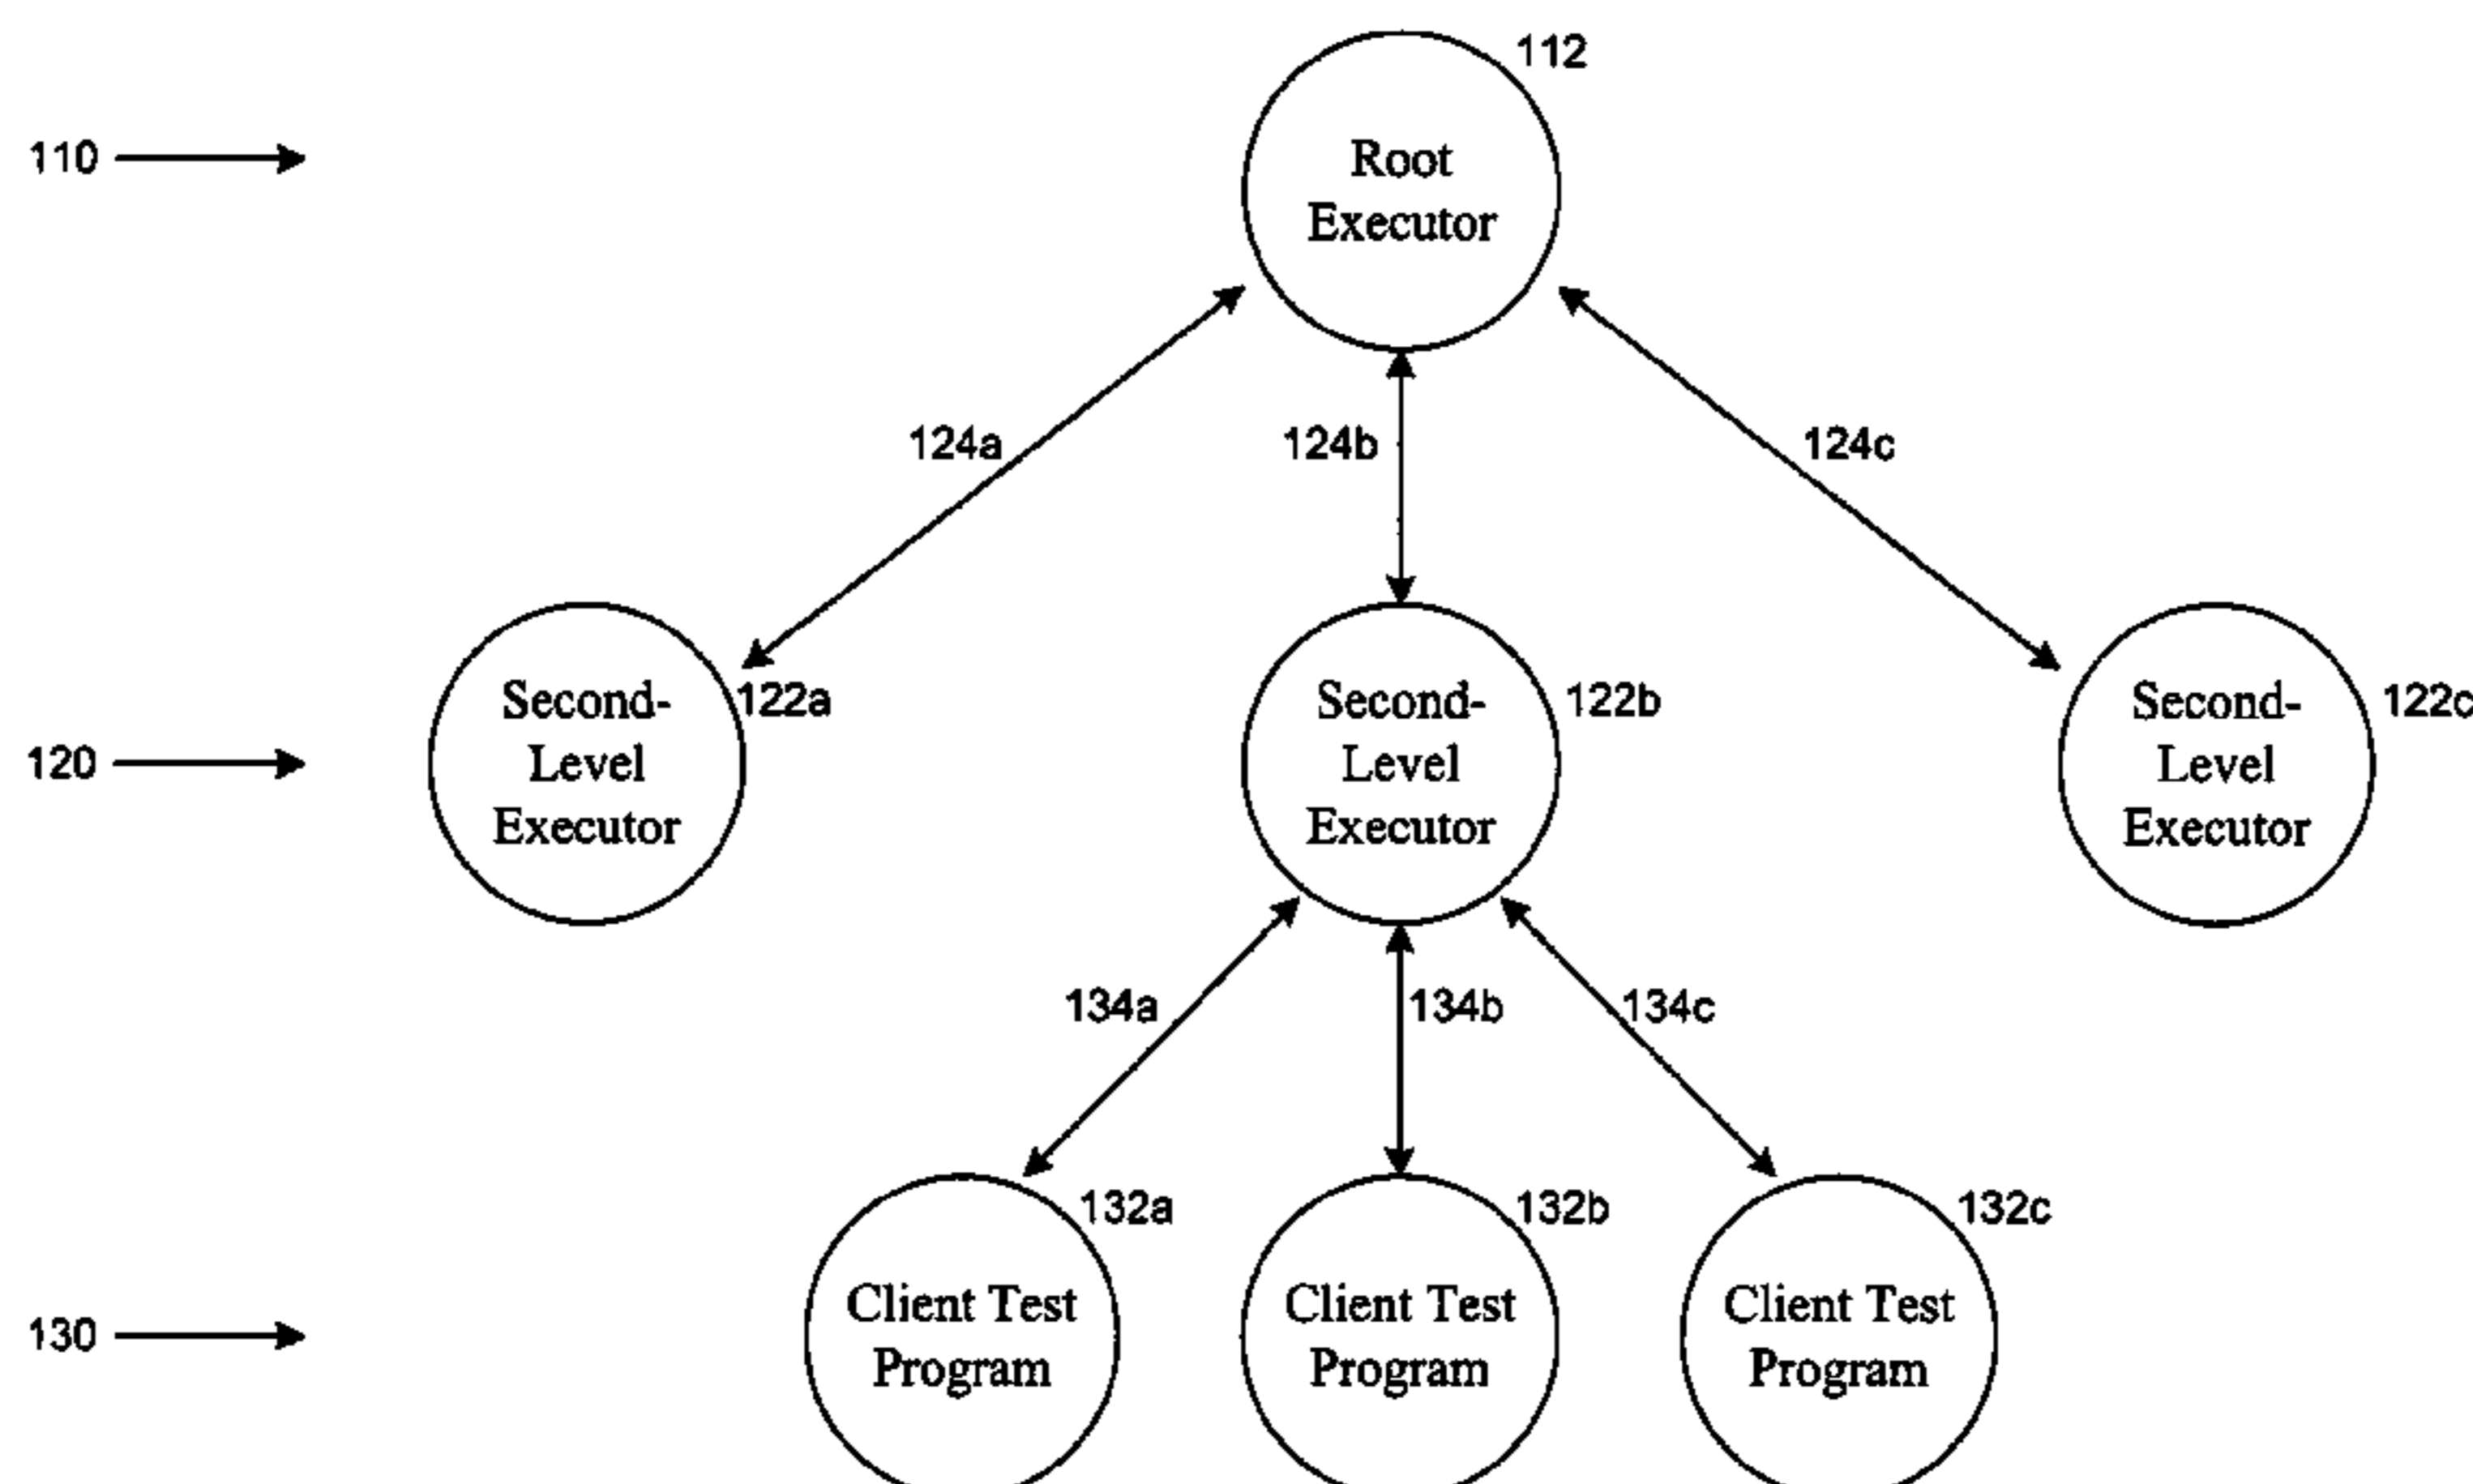 112
110
Root
Executor
124a
124b
124c
Second-
Level
Executor
122a
Second-
Level
Executor
122b
Second-
Level
Executor
122c
120
134a
134b
134c
132a
132b
132c
130
Client Test
Program
Client Test
Program
Client Test
Program